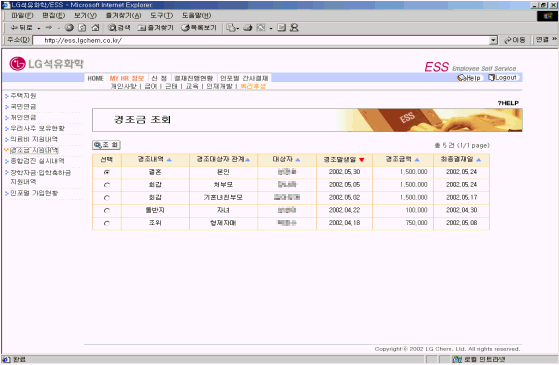 LG석유화학/ESS - Microsoft Internet Explorer
파일(F) 편집(E) 보기(V) 즐겨찾기(A) 도구(T) 도움말(H)
뒤로 검색 즐겨찾기 목록보기
주소(D) http://ess.lgchem.co.kr/ 이동 연결 »
LG석유화학
ESS Employee Self Service
HOME MY HR 정보 신 청 결재진행현황 인포멀 간사결재
Help Logout
개인사항 | 급여 | 근태 | 교육 | 인재개발 | 복리후생
> 주택지원
> 국민연금
> 개인연금
> 우리사주 보유현황
> 의료비 지원내역
> 경조금 지원내역
> 종합검진 실시내역
> 장학자금·입학축하금 지원내역
> 인포멀 가입현황
?HELP
경조금 조회
ESS
조 회
총 5 건 (1/1 page)
선택 경조내역 경조대상자 관계 대상자 경조발생일 경조금액 최종결재일
결혼 본인 2002.05.30 1,500,000 2002.05.24
회갑 처부모 2002.05.05 1,500,000 2002.05.24
회갑 기혼녀친부모 2002.05.02 1,500,000 2002.05.17
돌반지 자녀 2002.04.22 100,000 2002.04.30
조위 형제자매 2002.04.18 750,000 2002.05.08
Copyright © 2002 LG Chem, Ltd. All rights reserved.
완료 로컬 인트라넷